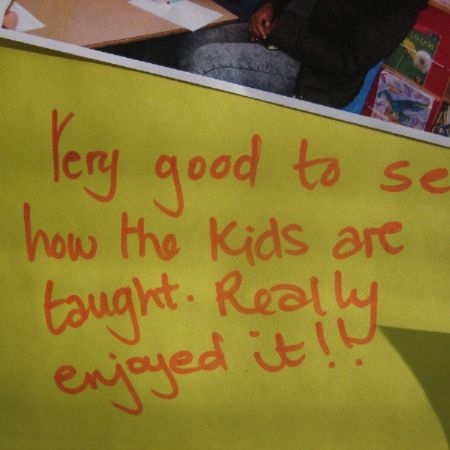 Very good to se
how the kids are
taught. Really
enjoyed it!!